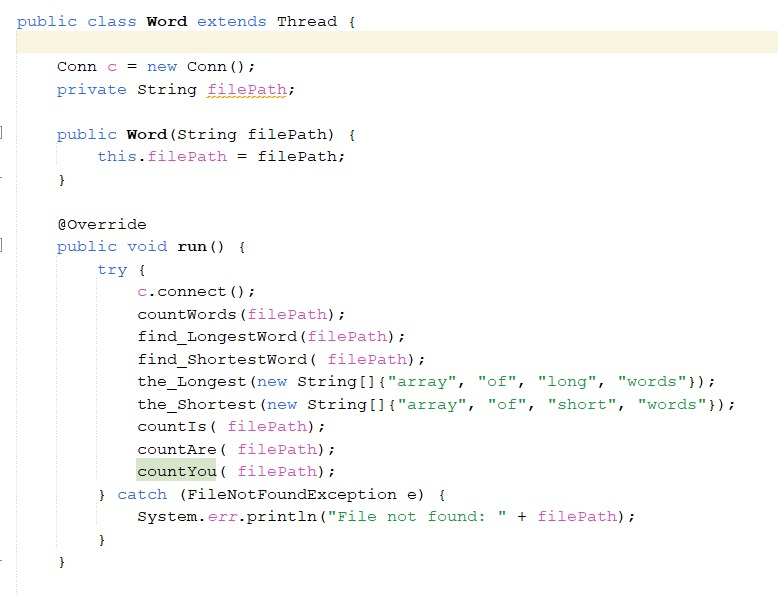 public class Word extends Thread {
Conn c = new Conn();
private String filePath;
public Word(String filePath) {
this.filePath = filePath;
}
@Override
public void run() {
try {
c.connect();
countWords(filePath);
find_LongestWord(filePath);
find_ShortestWord( filePath);
the_Longest(new String[]{"array", "of", "long", "words"});
the_Shortest(new String[]{"array", "of", "short", "words"});
countIs( filePath);
countAre( filePath);
countYou( filePath);
} catch (FileNotFoundException e) {
System.err.println("File not found: " + filePath);
}
}